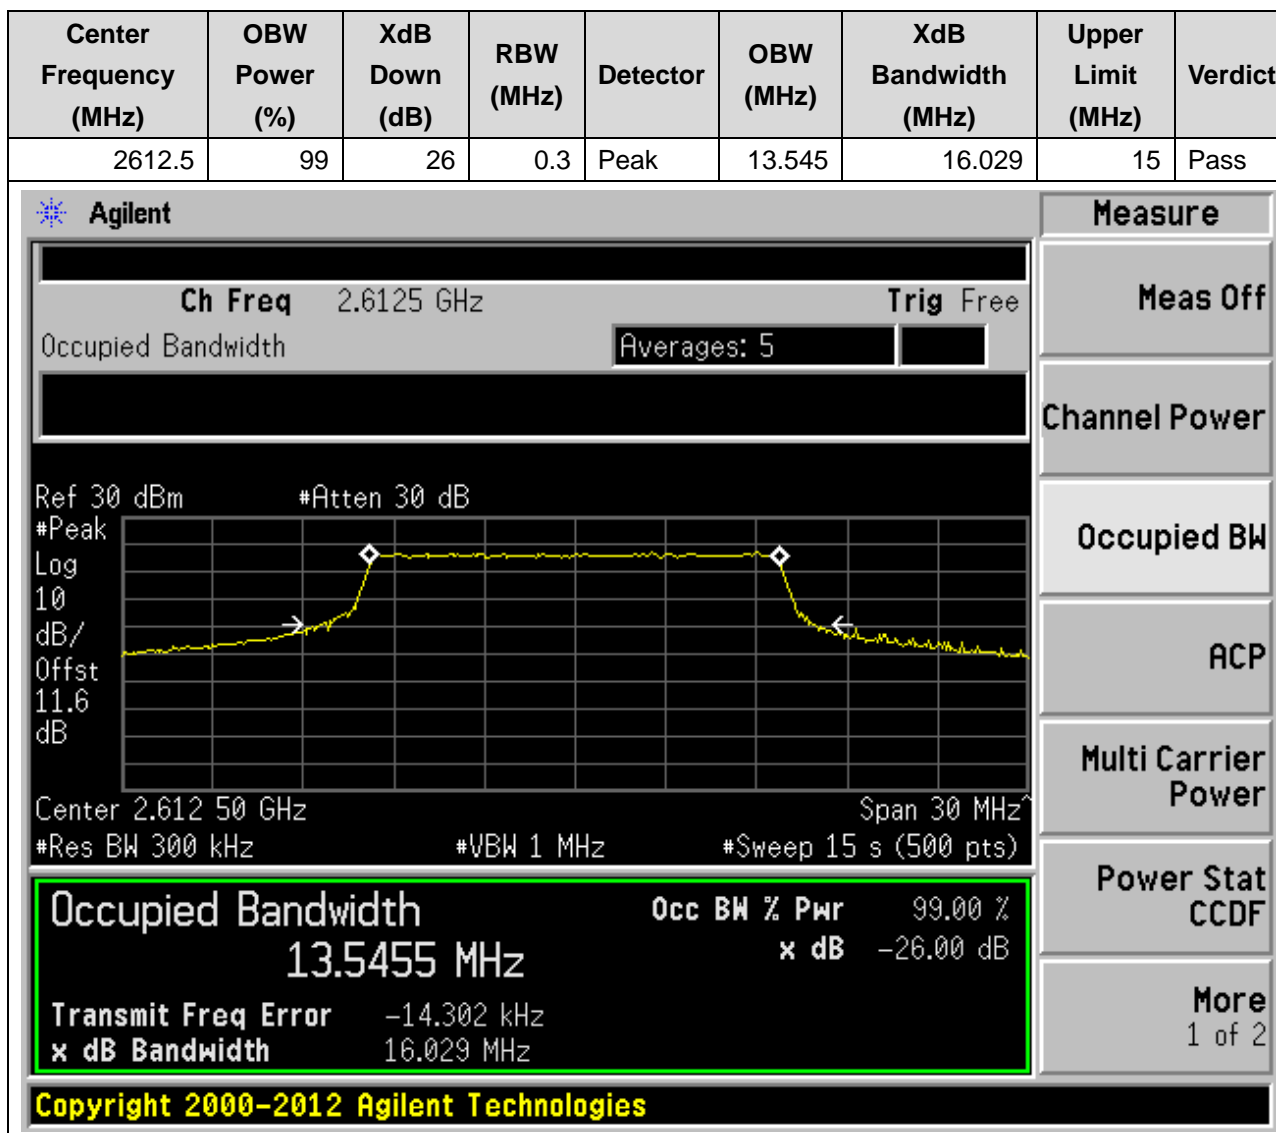 Center Frequency (MHz) OBW Power (%) XdB Down (dB) RBW (MHz) Detector OBW (MHz) XdB Bandwidth (MHz) Upper Limit (MHz) Verdict
2612.5 99 26 0.3 Peak 13.545 16.029 15 Pass
Agilent
Ch Freq 2.6125 GHz Trig Free
Occupied Bandwidth Averages: 5
Ref 30 dBm #Atten 30 dB
#Peak
Log
10
dB/
Offst
11.6
dB
Center 2.612 50 GHz Span 30 MHz^
#Res BW 300 kHz #VBW 1 MHz #Sweep 15 s (500 pts)
Occupied Bandwidth Occ BW % Pwr 99.00 %
13.5455 MHz x dB -26.00 dB
Transmit Freq Error -14.302 kHz
x dB Bandwidth 16.029 MHz
Copyright 2000-2012 Agilent Technologies
Measure
Meas Off
Channel Power
Occupied BW
ACP
Multi Carrier
Power
Power Stat
CCDF
More
1 of 2